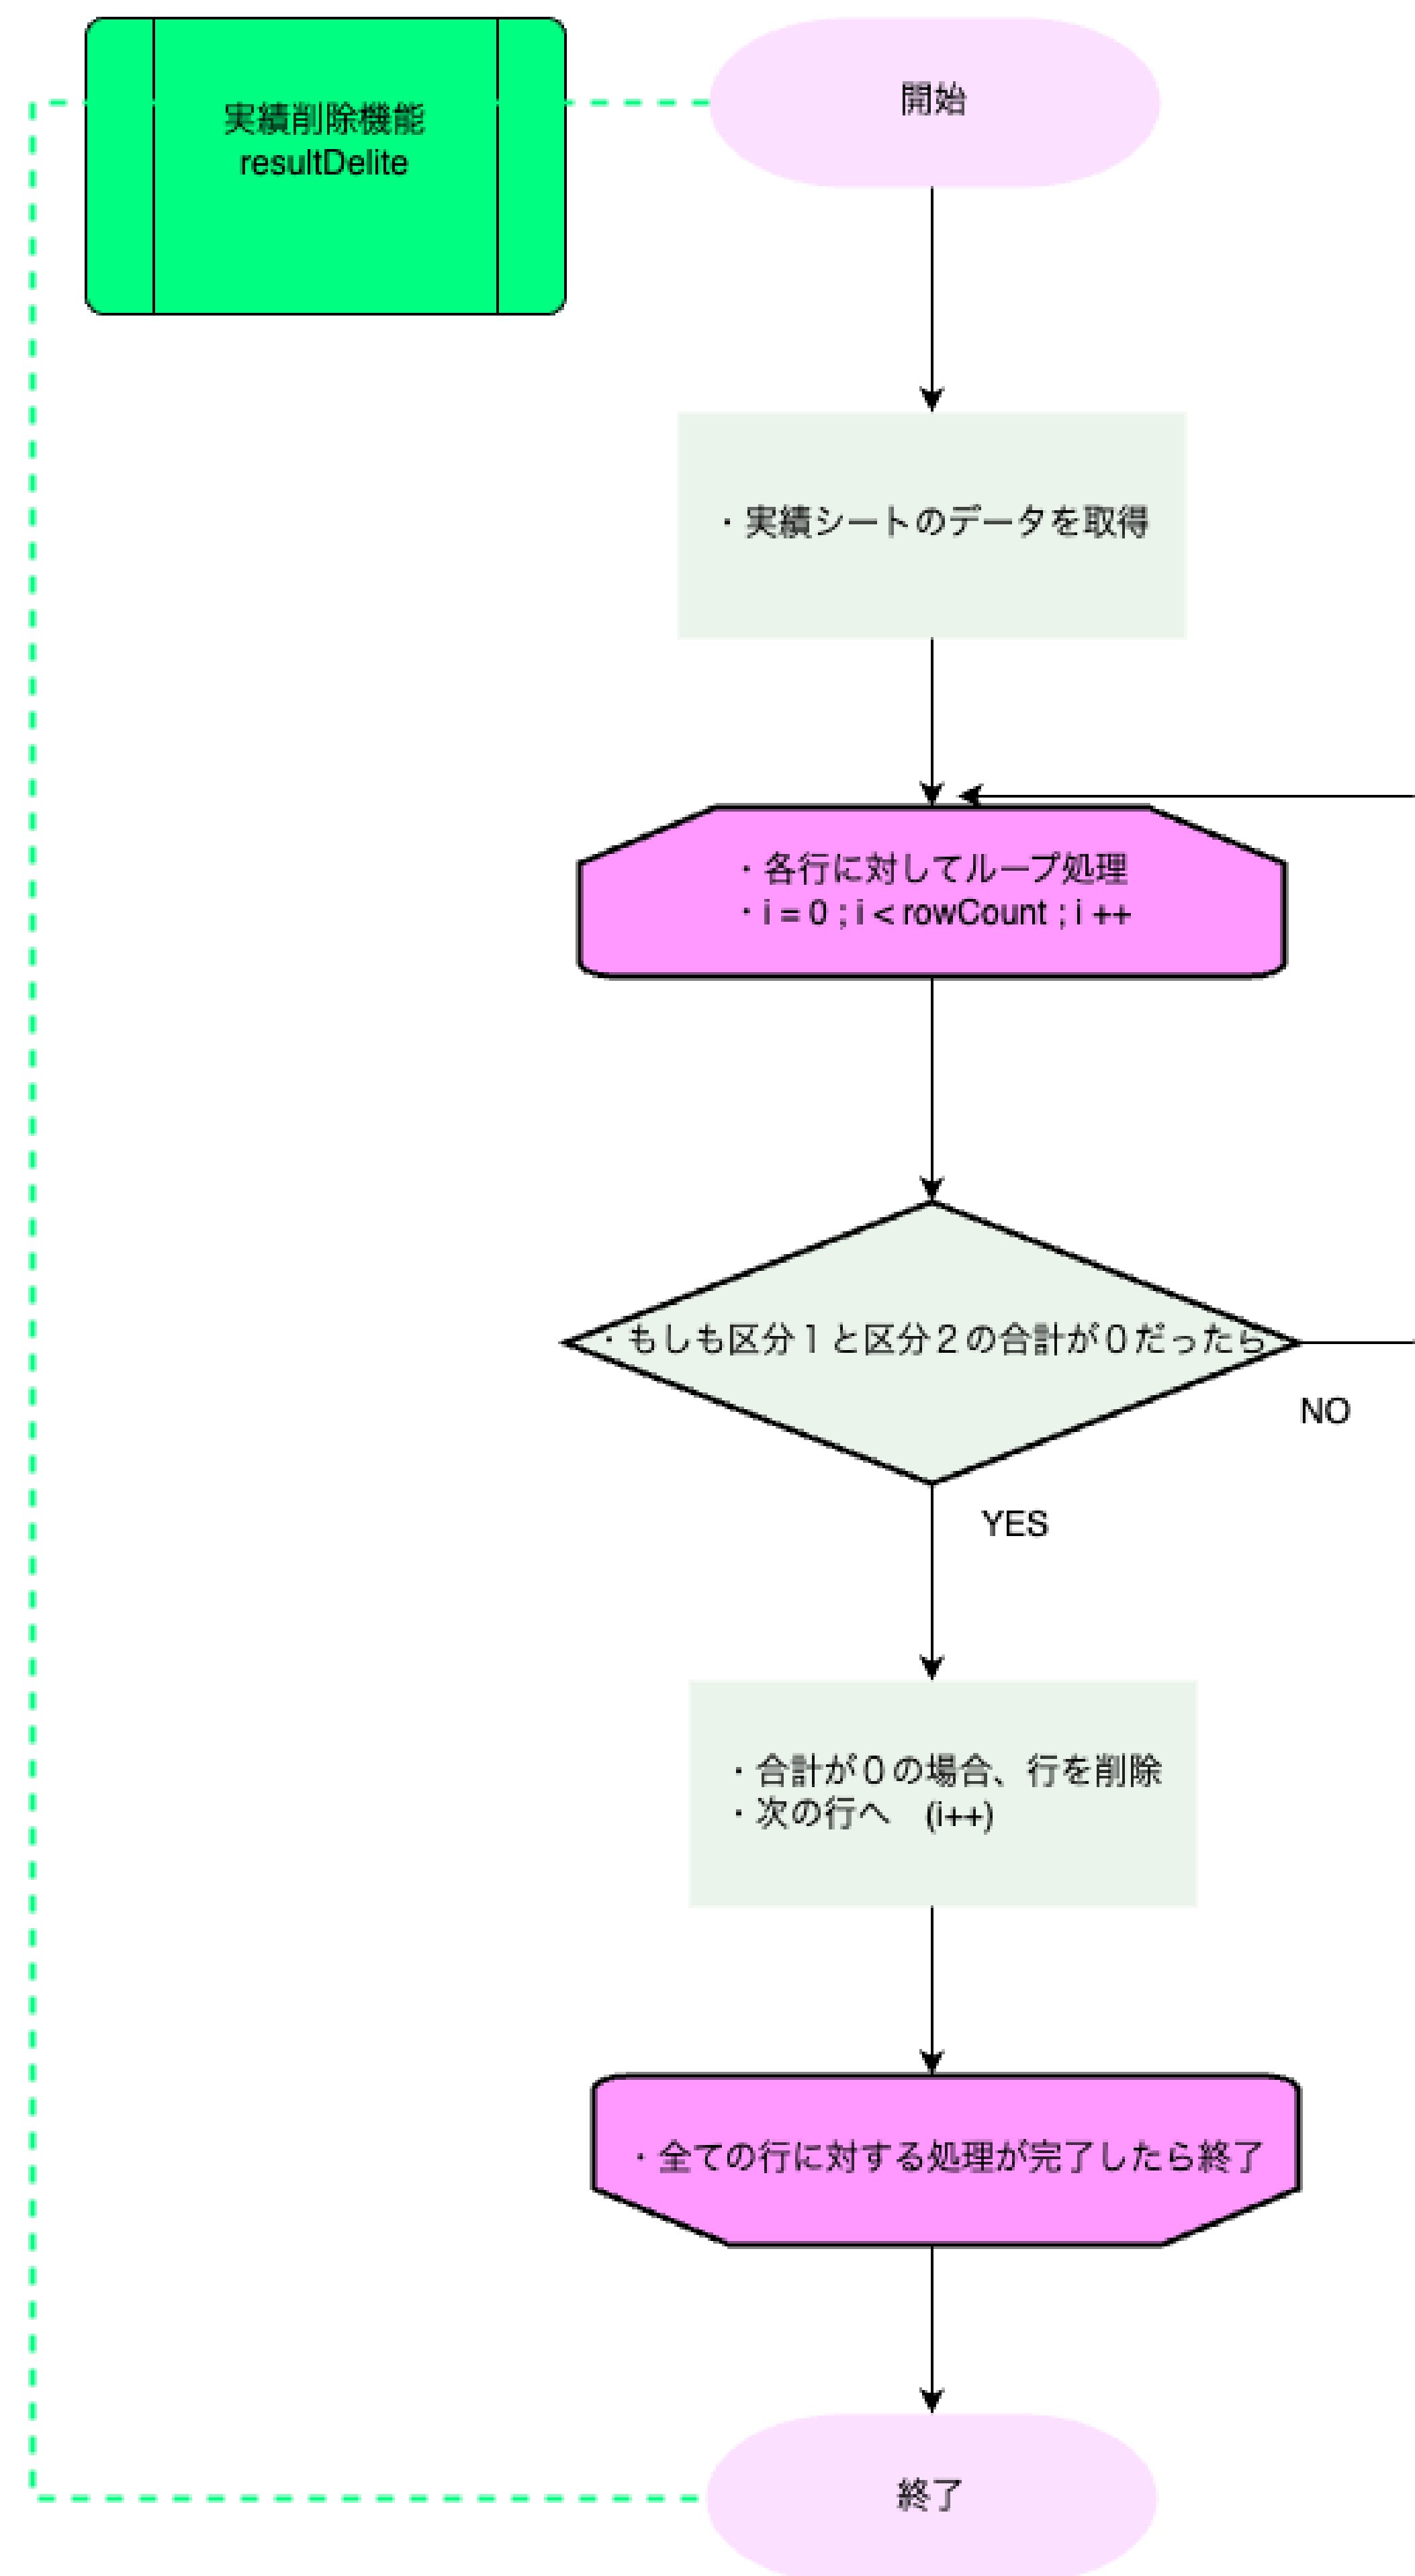 実績削除機能
resultDelite
開始
・実績シートのデータを取得
・各行に対してループ処理
・i = 0 ; i < rowCount ; i ++
・もしも区分１と区分２の合計が０だったら
NO
YES
・合計が０の場合、行を削除
・次の行へ　(i++)
・全ての行に対する処理が完了したら終了
終了